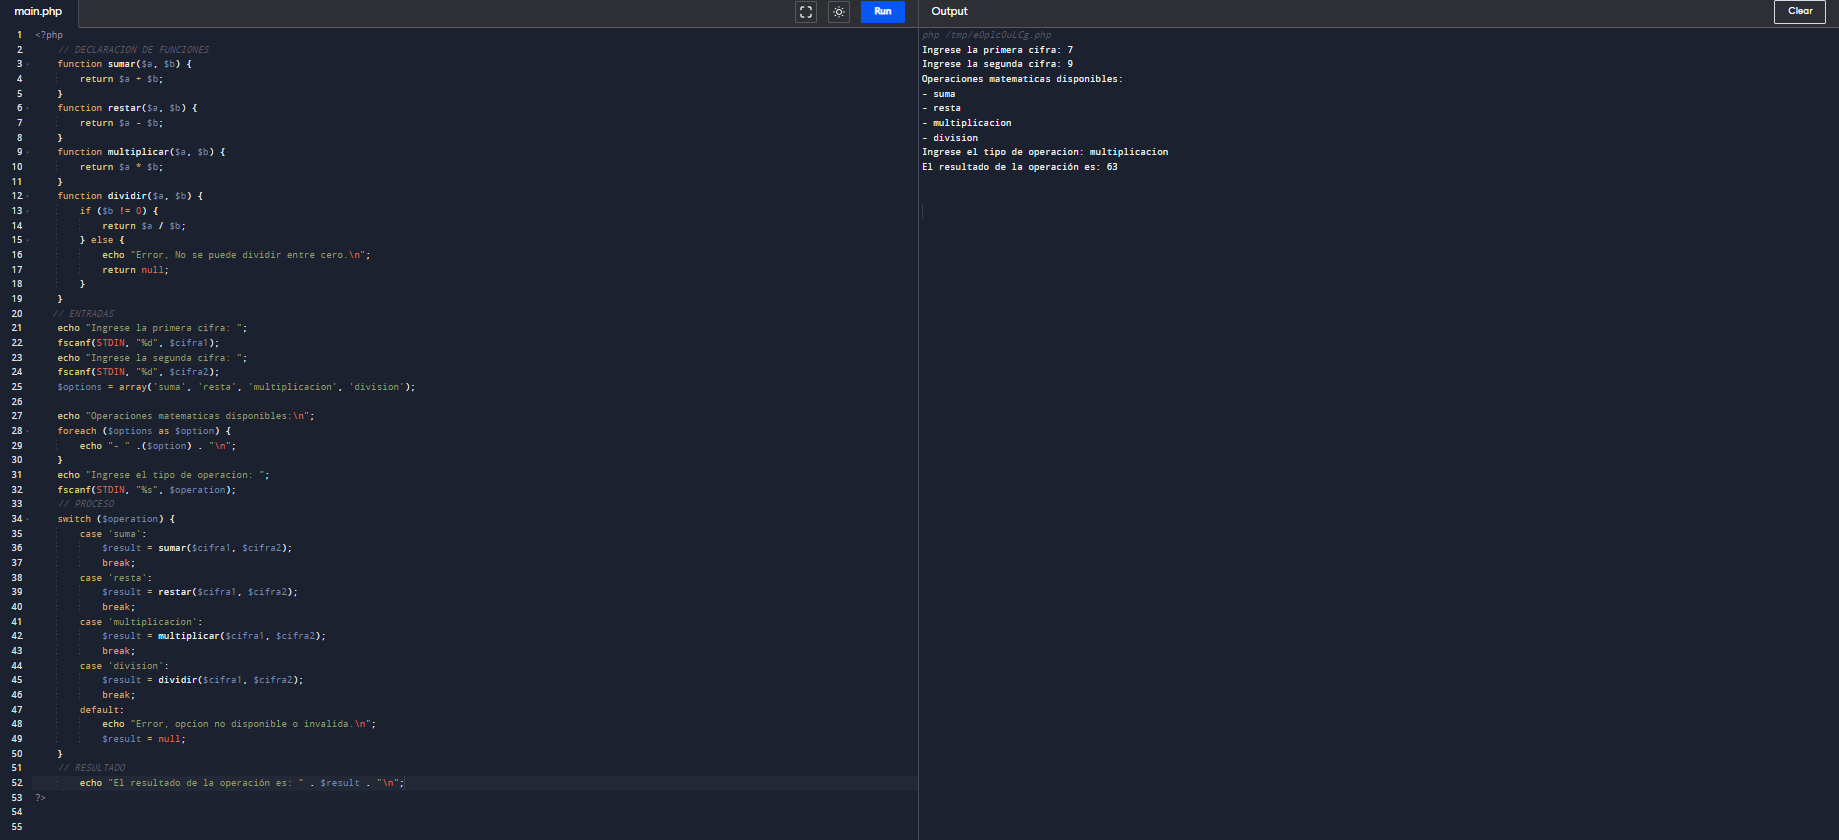 main.php
Run
1 <?php
2 // DECLARACION DE FUNCIONES
3 function sumar($a, $b) {
4 return $a + $b;
5 }
6 function restar($a, $b) {
7 return $a - $b;
8 }
9 function multiplicar($a, $b) {
10 return $a * $b;
11 }
12 function dividir($a, $b) {
13 if ($b != 0) {
14 return $a / $b;
15 } else {
16 echo "Error, No se puede dividir entre cero.\n";
17 return null;
18 }
19 }
20 // ENTRADAS
21 echo "Ingrese la primera cifra: ";
22 fscanf(STDIN, "%d", $cifra1);
23 echo "Ingrese la segunda cifra: ";
24 fscanf(STDIN, "%d", $cifra2);
25 $options = array('suma', 'resta', 'multiplicacion', 'division');
26
27 echo "Operaciones matematicas disponibles:\n";
28 foreach ($options as $option) {
29 echo "- " .($option) . "\n";
30 }
31 echo "Ingrese el tipo de operacion: ";
32 fscanf(STDIN, "%s", $operation);
33 // PROCESO
34 switch ($operation) {
35 case 'suma':
36 $result = sumar($cifra1, $cifra2);
37 break;
38 case 'resta':
39 $result = restar($cifra1, $cifra2);
40 break;
41 case 'multiplicacion':
42 $result = multiplicar($cifra1, $cifra2);
43 break;
44 case 'division':
45 $result = dividir($cifra1, $cifra2);
46 break;
47 default:
48 echo "Error, opcion no disponible o invalida.\n";
49 $result = null;
50 }
51 // RESULTADO
52 echo "El resultado de la operación es: " . $result . "\n";
53 ?>
54
55
Output
Clear
php /tmp/eOplcOuLCg.php
Ingrese la primera cifra: 7
Ingrese la segunda cifra: 9
Operaciones matematicas disponibles:
- suma
- resta
- multiplicacion
- division
Ingrese el tipo de operacion: multiplicacion
El resultado de la operación es: 63